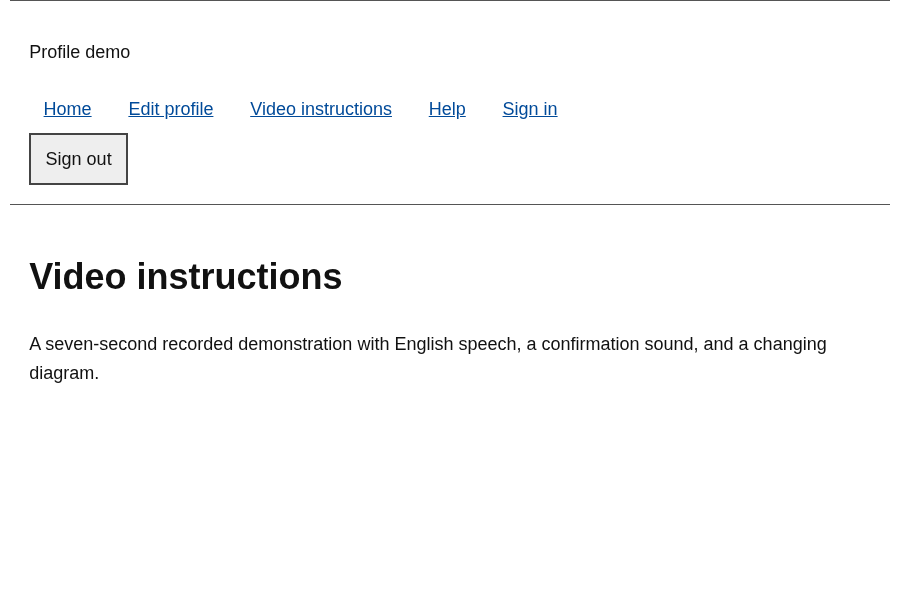 Profile demo
Home Edit profile Video instructions Help Sign in
Sign out
Video instructions
A seven-second recorded demonstration with English speech, a confirmation sound, and a changing
diagram.